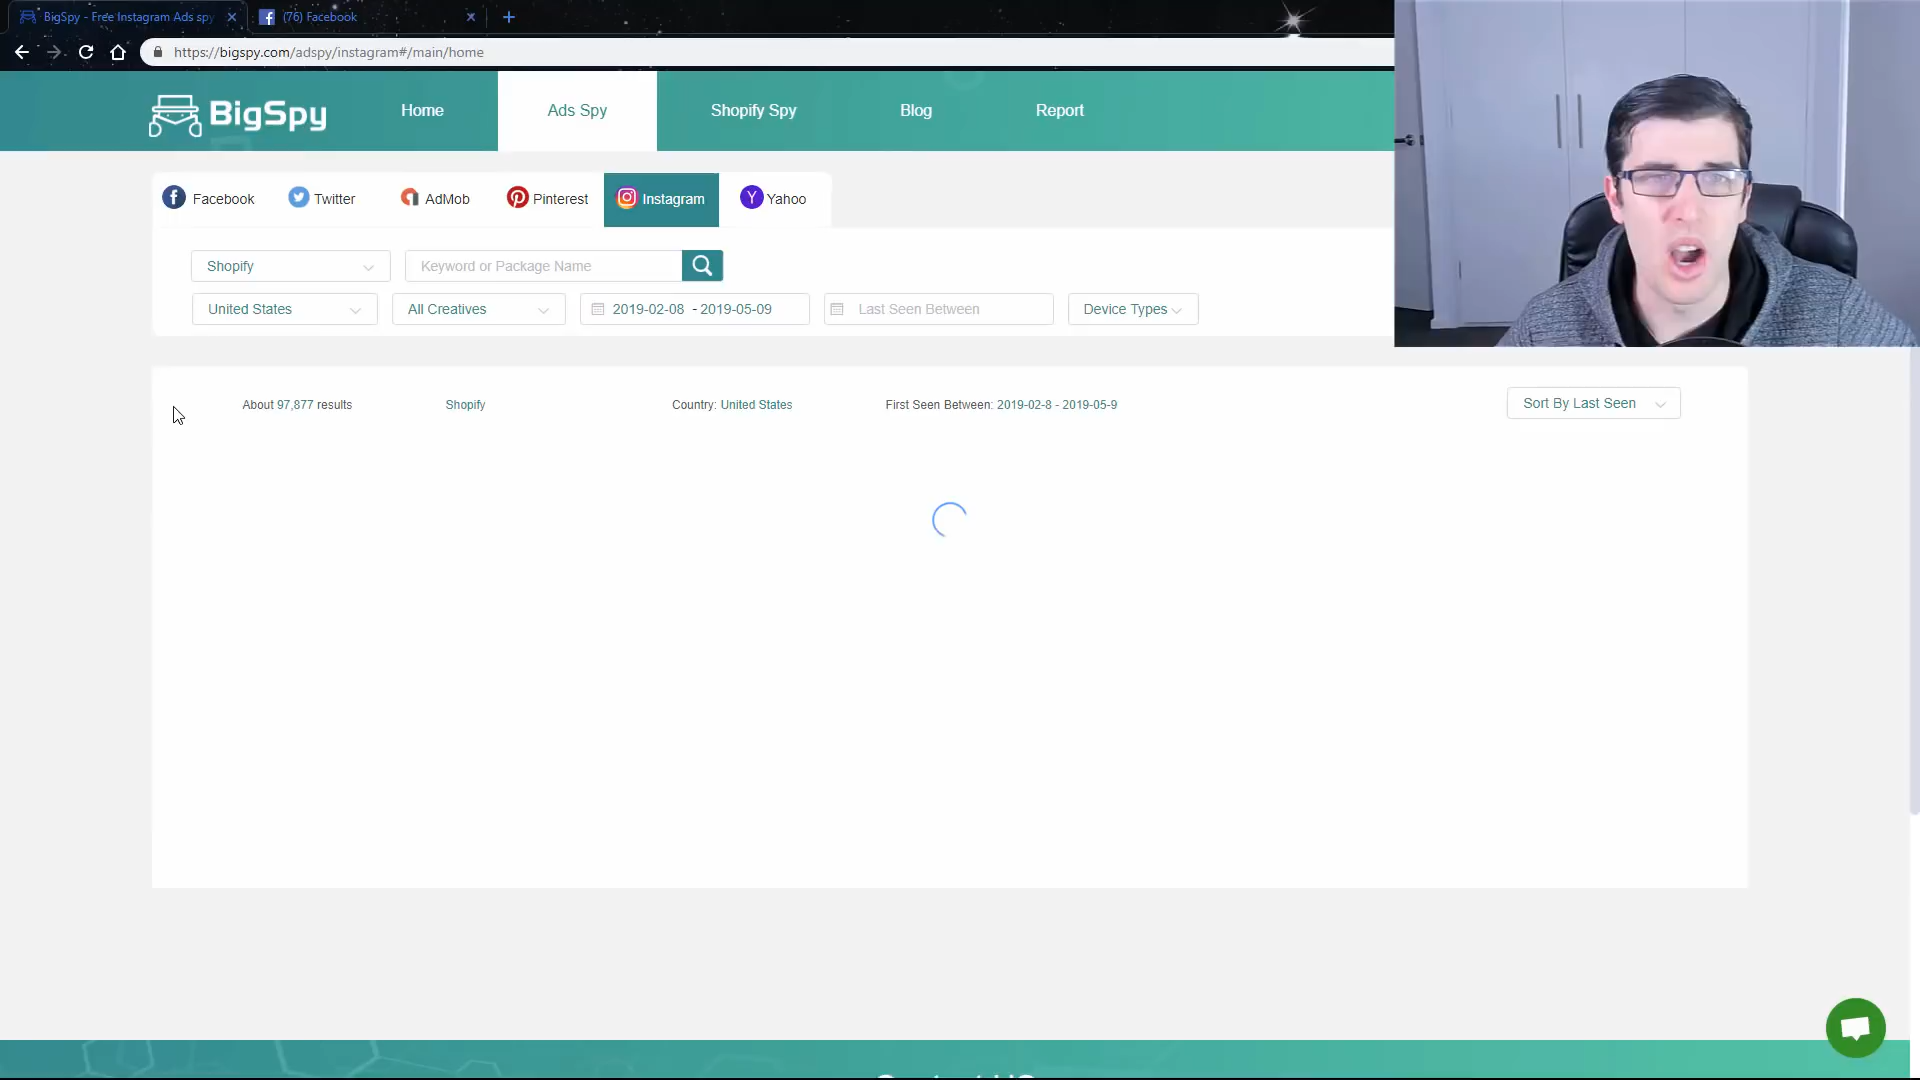 BigSpy - Free Instagram Ads spy
(76) Facebook
https://bigspy.com/adspy/instagram#/main/home
BigSpy
Home
Ads Spy
Shopify Spy
Blog
Report
Facebook
Twitter
AdMob
Pinterest
Instagram
Yahoo
Shopify
Keyword or Package Name
United States
All Creatives
2019-02-08 - 2019-05-09
Last Seen Between
Device Types
About 97,877 results
Shopify
Country: United States
First Seen Between: 2019-02-8 - 2019-05-9
Sort By Last Seen